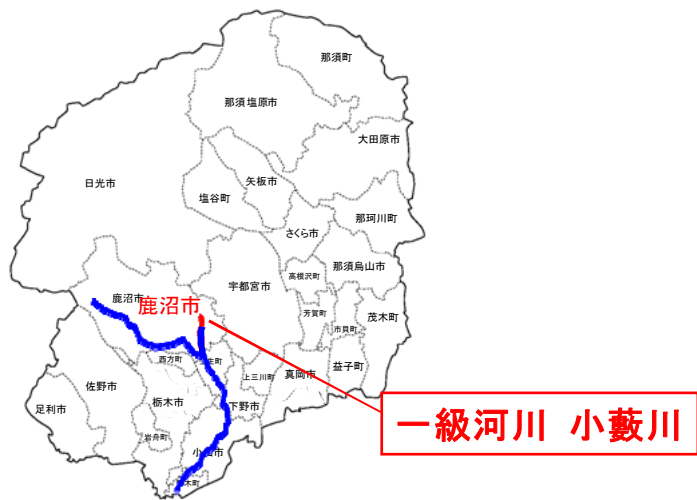 那須町
那須塩原市
大田原市
矢板市
日光市
塩谷町
那珂川町
さくら市
那須烏山市
高根沢町
宇都宮市
鹿沼市
鹿沼市
芳賀町
茂木町
市貝町
西方町
益子町
真岡市
上三川町
佐野市
栃木市
足利市
下野市
岩舟町
一級河川 小藪川